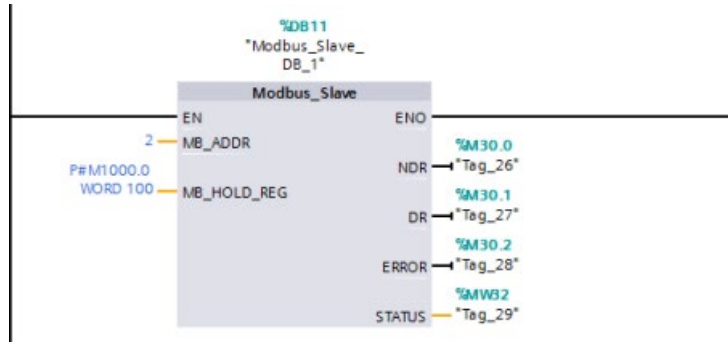 %DB11
"Modbus_Slave_
DB_1"
Modbus_Slave
EN
ENO
2
MB_ADDR
%M30.0
NDR
"Tag_26"
P#M1000.0
WORD 100
MB_HOLD_REG
%M30.1
DR
"Tag_27"
%M30.2
ERROR
"Tag_28"
%MW32
STATUS
"Tag_29"